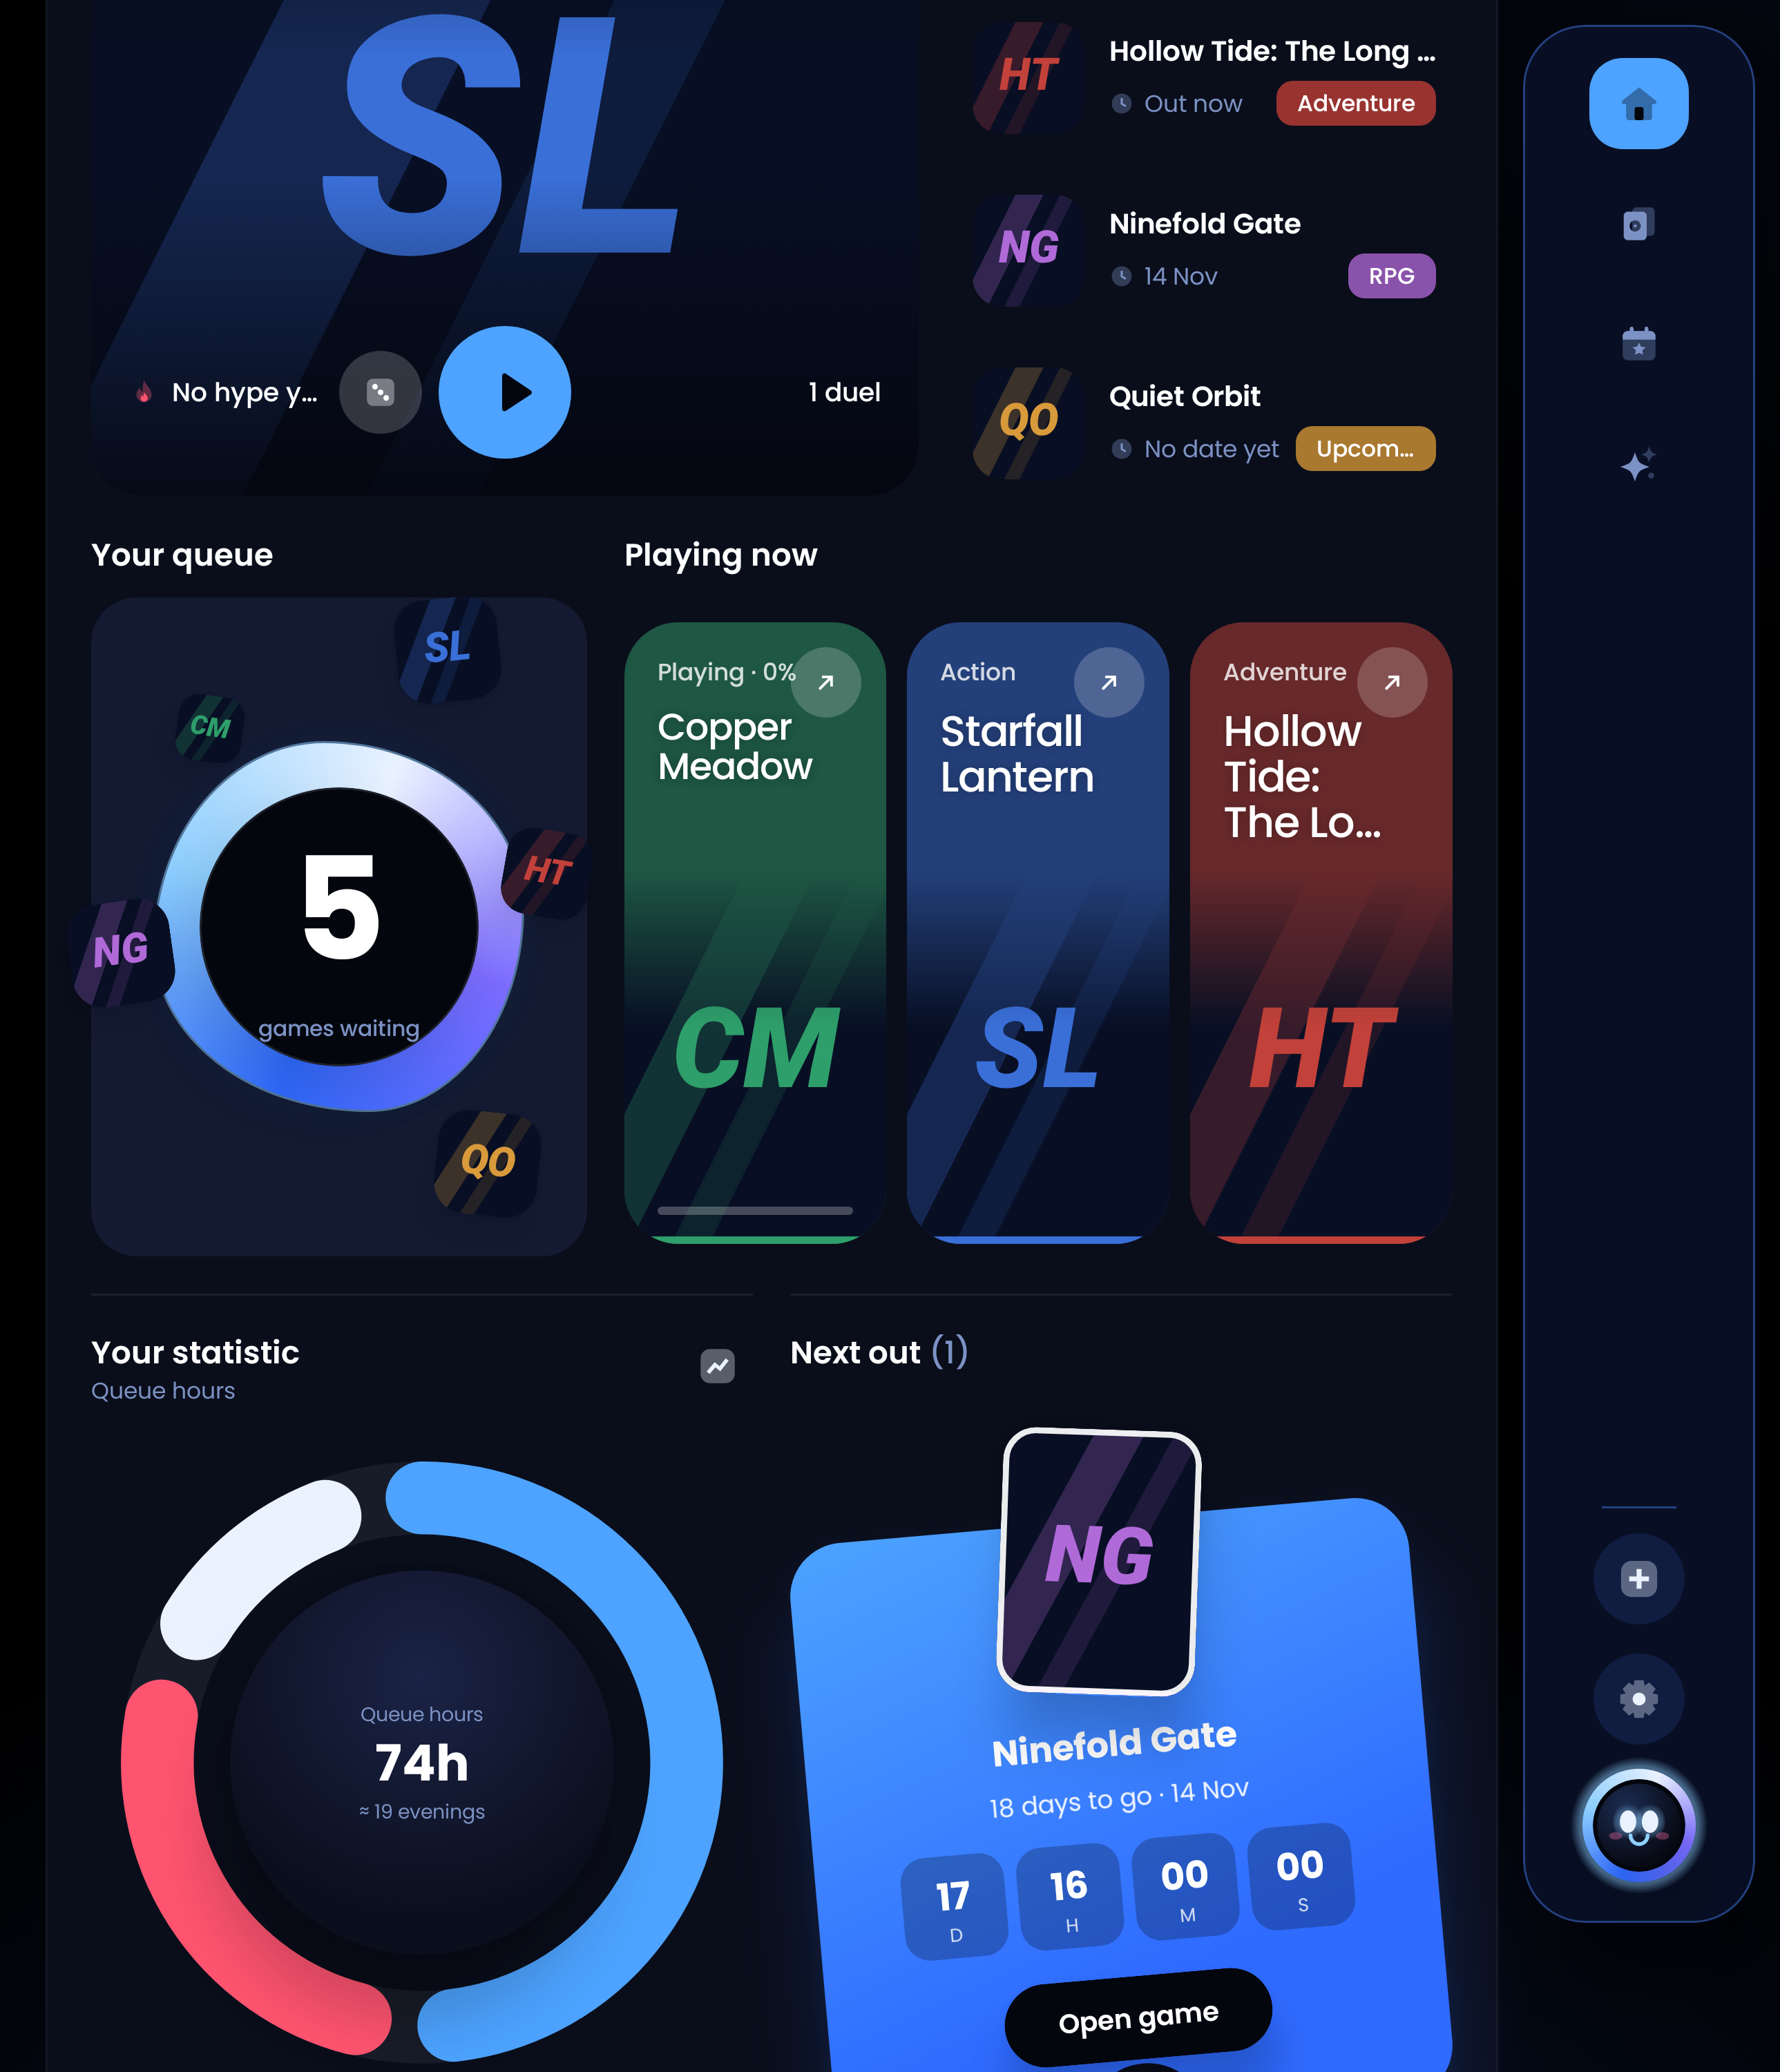 SL
No hype y...
1 duel
HT
Hollow Tide: The Long ...
Out now
Adventure
NG
Ninefold Gate
14 Nov
RPG
QO
Quiet Orbit
No date yet
Upcom...
Your queue
SL
CM
HT
NG
5
games waiting
QO
Playing now
Playing · 0%
Copper
Meadow
CM
Action
Starfall
Lantern
SL
Adventure
Hollow
Tide:
The Lo...
HT
Your statistic
Queue hours
Queue hours
74h
≈ 19 evenings
Next out (1)
NG
Ninefold Gate
18 days to go · 14 Nov
17 16 00 00
D H M S
Open game